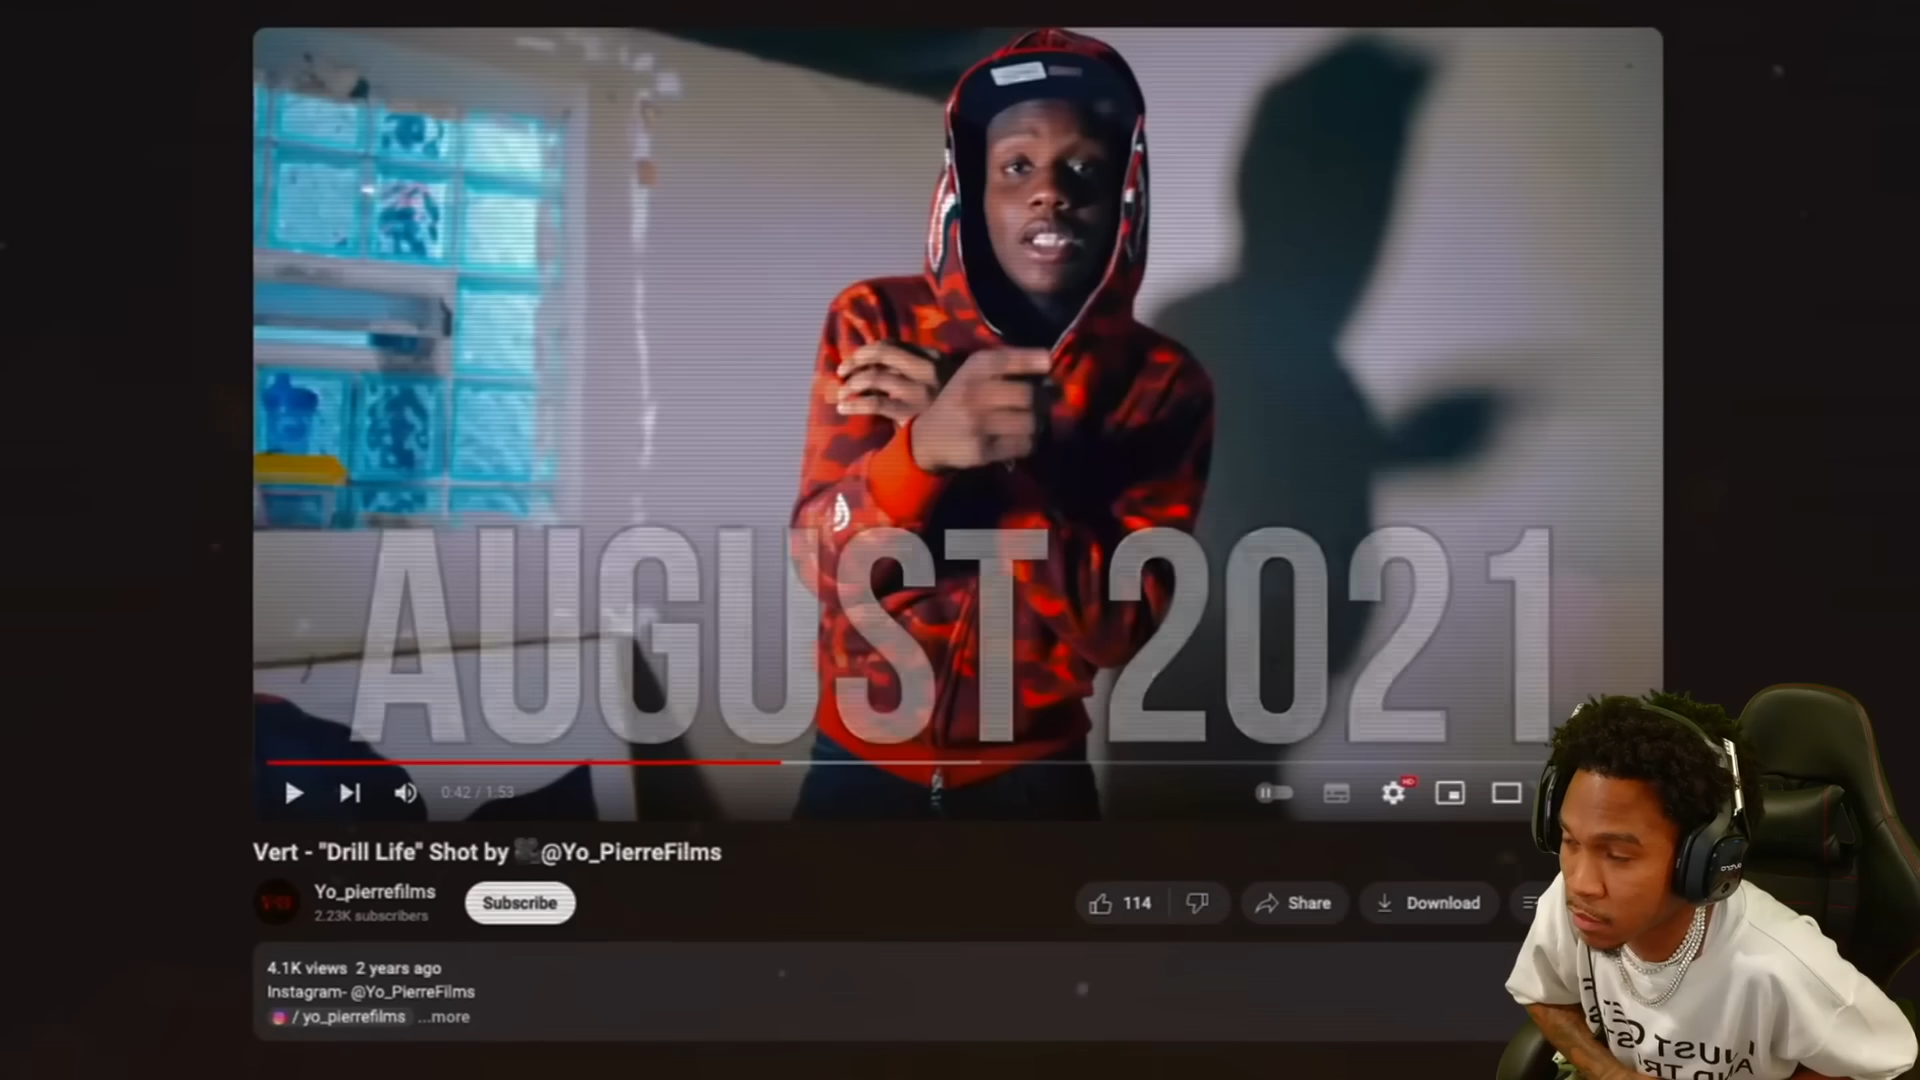 AUGUST 2021
0:42 / 1:53
HD
Vert - "Drill Life" Shot by 🎥@Yo_PierreFilms
Yo_pierrefilms
2.23K subscribers
Subscribe
114
Share
Download
4.1K views 2 years ago
Instagram- @Yo_PierreFilms
/ yo_pierrefilms ...more